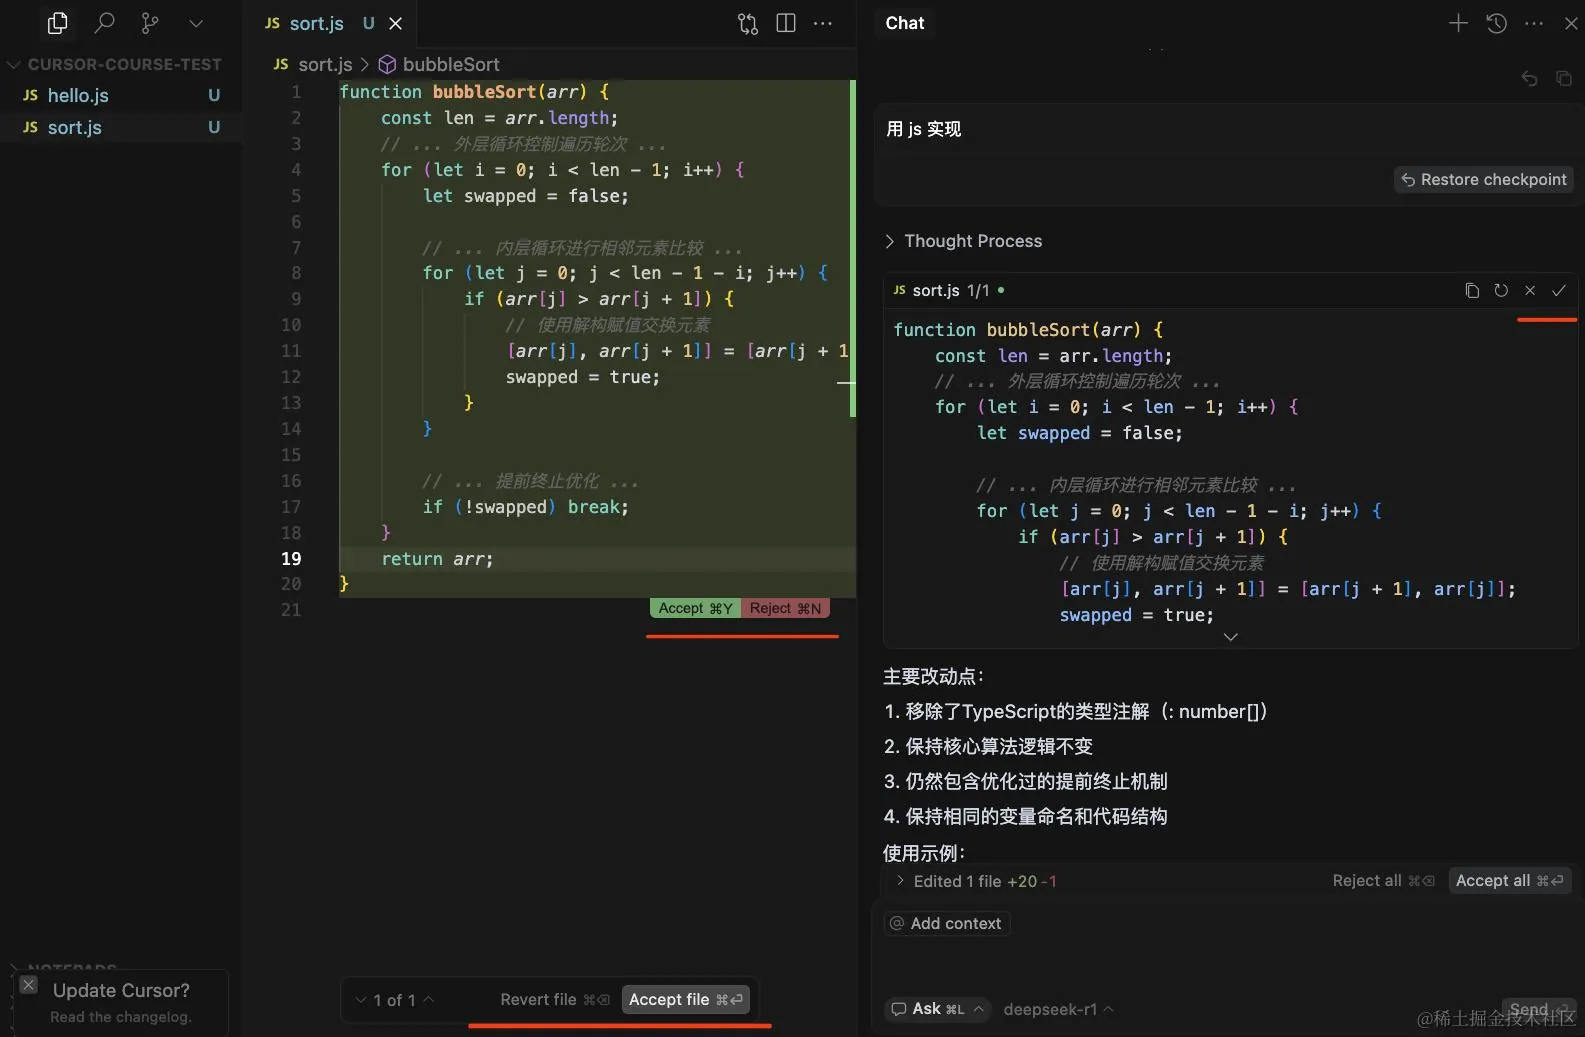 JS sort.js U
CURSOR-COURSE-TEST
JS hello.js U
JS sort.js U
JS sort.js > bubbleSort
1 function bubbleSort(arr) {
2 const len = arr.length;
3 // ... 外层循环控制遍历轮次 ...
4 for (let i = 0; i < len - 1; i++) {
5 let swapped = false;
6
7 // ... 内层循环进行相邻元素比较 ...
8 for (let j = 0; j < len - 1 - i; j++) {
9 if (arr[j] > arr[j + 1]) {
10 // 使用解构赋值交换元素
11 [arr[j], arr[j + 1]] = [arr[j + 1
12 swapped = true;
13 }
14 }
15
16 // ... 提前终止优化 ...
17 if (!swapped) break;
18 }
19 return arr;
20 }
21
Accept ⌘Y Reject ⌘N
1 of 1 Revert file ⌘⌫ Accept file ⌘⏎
NOTEPADS
Update Cursor?
Read the changelog.
Chat
用 js 实现
Restore checkpoint
Thought Process
JS sort.js 1/1
function bubbleSort(arr) {
const len = arr.length;
// ... 外层循环控制遍历轮次 ...
for (let i = 0; i < len - 1; i++) {
let swapped = false;
// ... 内层循环进行相邻元素比较 ...
for (let j = 0; j < len - 1 - i; j++) {
if (arr[j] > arr[j + 1]) {
// 使用解构赋值交换元素
[arr[j], arr[j + 1]] = [arr[j + 1], arr[j]];
swapped = true;
主要改动点：
1. 移除了TypeScript的类型注解（: number[]）
2. 保持核心算法逻辑不变
3. 仍然包含优化过的提前终止机制
4. 保持相同的变量命名和代码结构
使用示例：
Edited 1 file +20 -1 Reject all ⌘⌫ Accept all ⌘⏎
@ Add context
Ask ⌘L deepseek-r1 Send ⏎
@稀土掘金技术社区